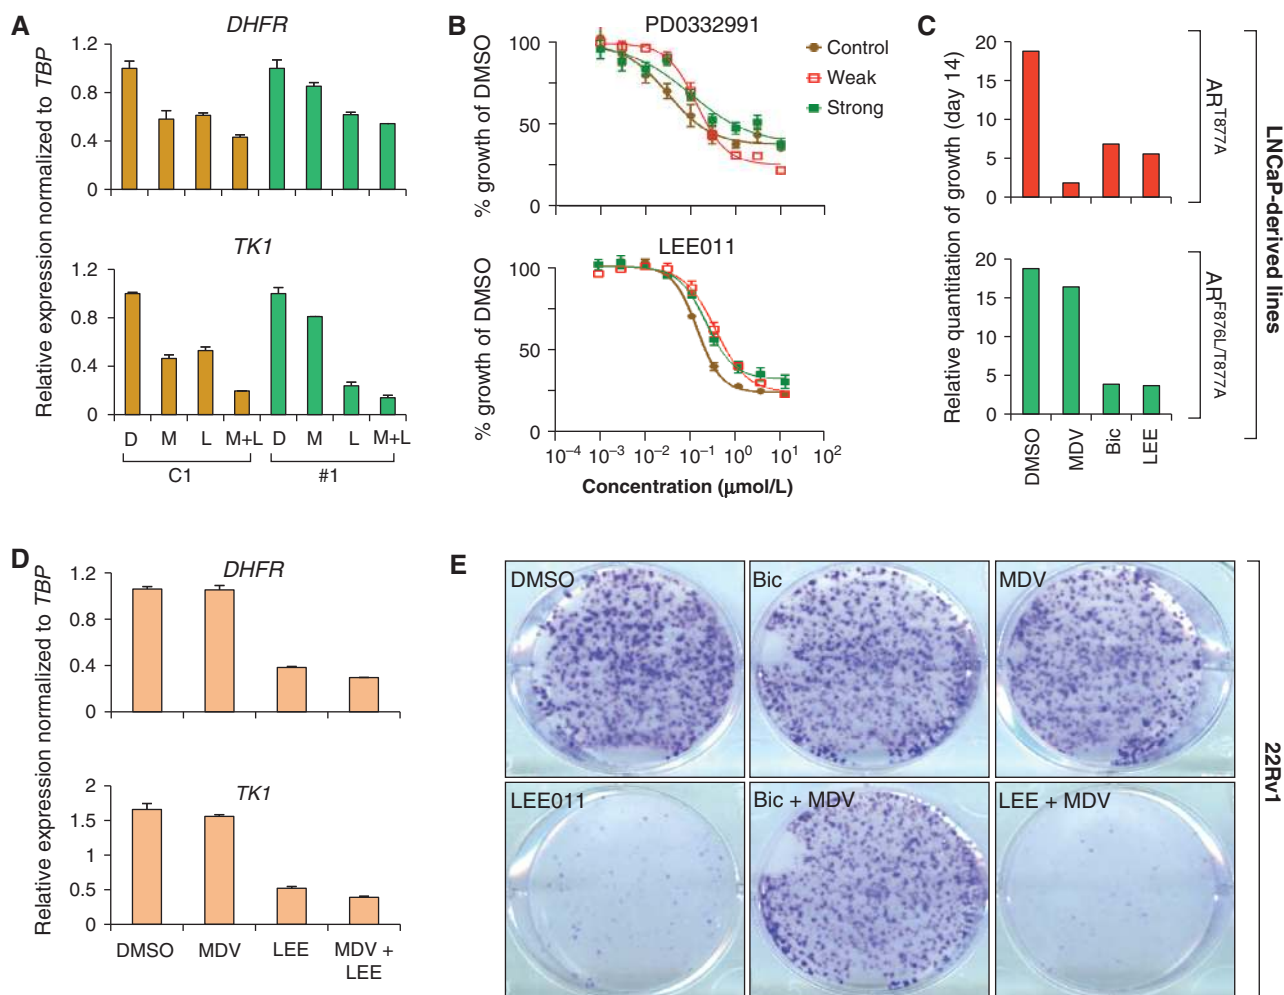 A
DHFR
Relative expression normalized to TBP
1.2
0.8
0.4
0
TK1
1.2
0.8
0.4
0
D M L M+L D M L M+L
C1 #1
B
PD0332991
% growth of DMSO
100
50
0
Control
Weak
Strong
LEE011
% growth of DMSO
100
50
0
10⁻⁴ 10⁻³ 10⁻² 10⁻¹ 10⁰ 10¹ 10²
Concentration (μmol/L)
C
Relative quantitation of growth (day 14)
20
15
10
5
0
AR^T877A
20
15
10
5
0
AR^F876L/T877A
LNCaP-derived lines
DMSO MDV Bic LEE
D
DHFR
Relative expression normalized to TBP
1.2
0.8
0.4
0
TK1
2
1.5
1
0.5
0
DMSO MDV LEE MDV +
LEE
E
DMSO Bic MDV
LEE011 Bic + MDV LEE + MDV
22Rv1